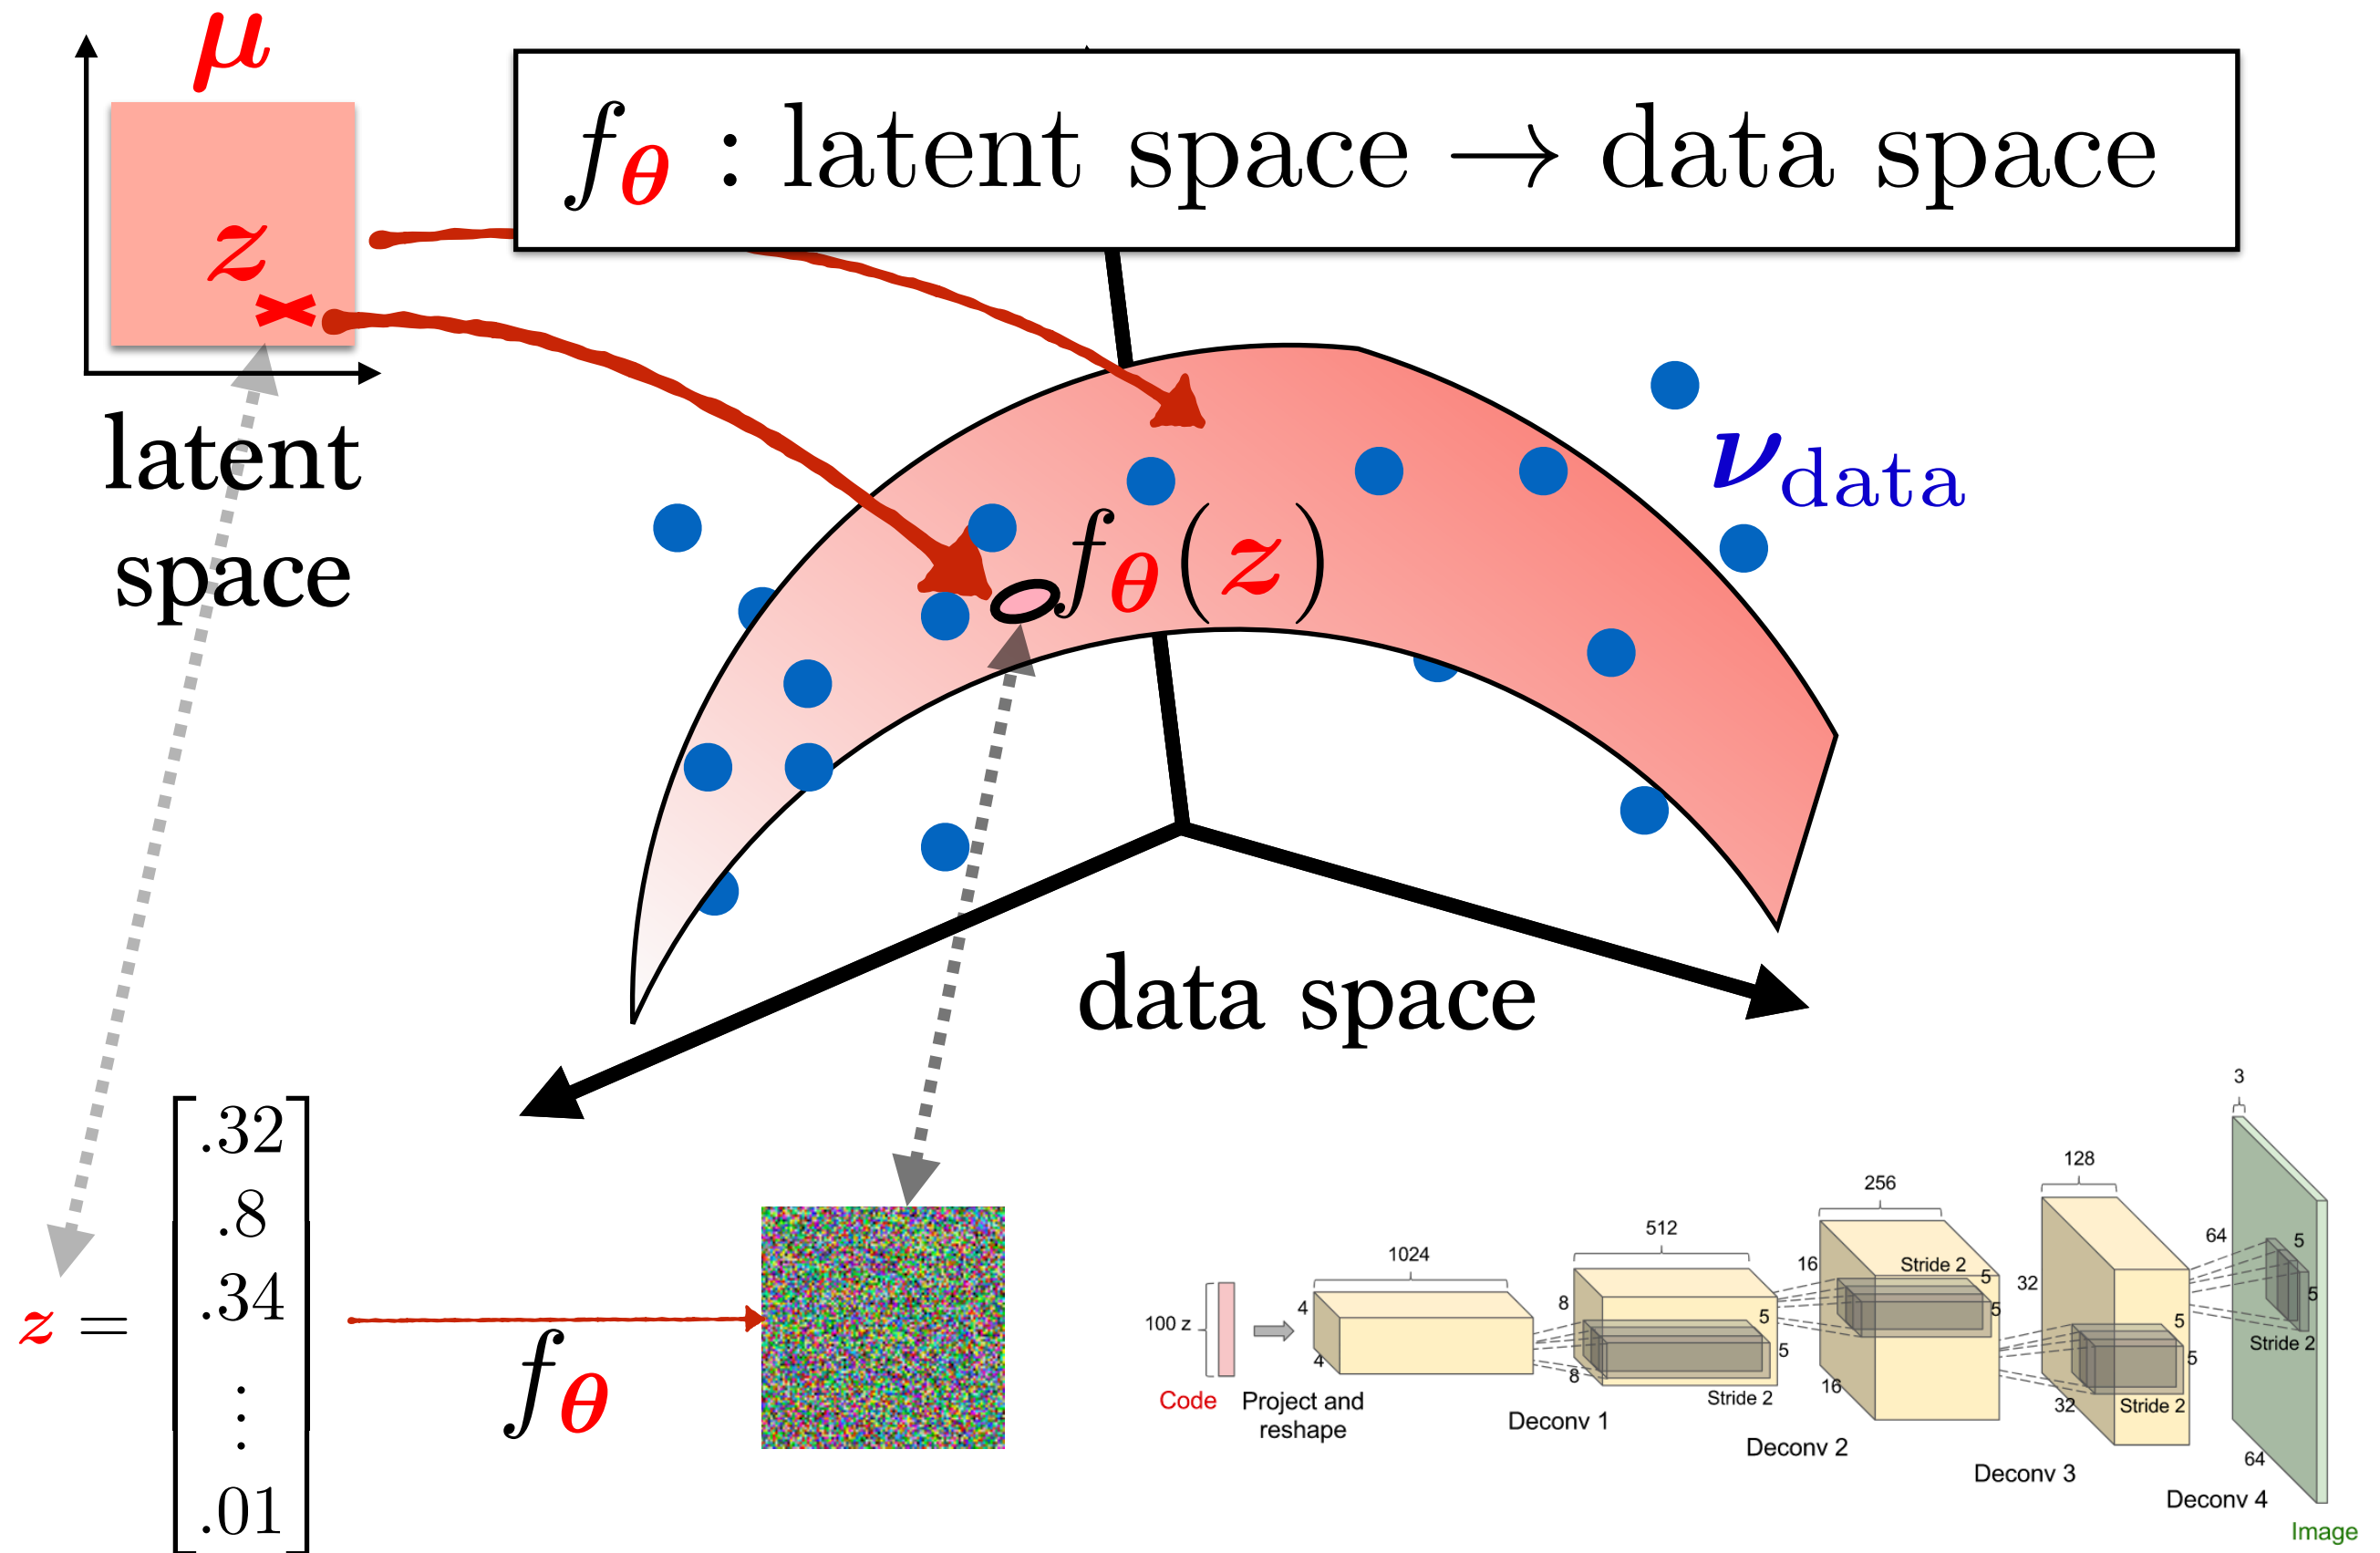 μ
f_θ : latent space → data space
z
latent
space
ν_data
f_θ(z)
data space
z =
.32
.8
.34
⋮
.01
f_θ
100 z
Code
Project and
reshape
1024
4
4
512
8
8
5
5
Stride 2
Deconv 1
256
16
16
Stride 2
5
5
Deconv 2
128
32
32
5
5
Stride 2
Deconv 3
3
64
64
5
5
Stride 2
Deconv 4
Image